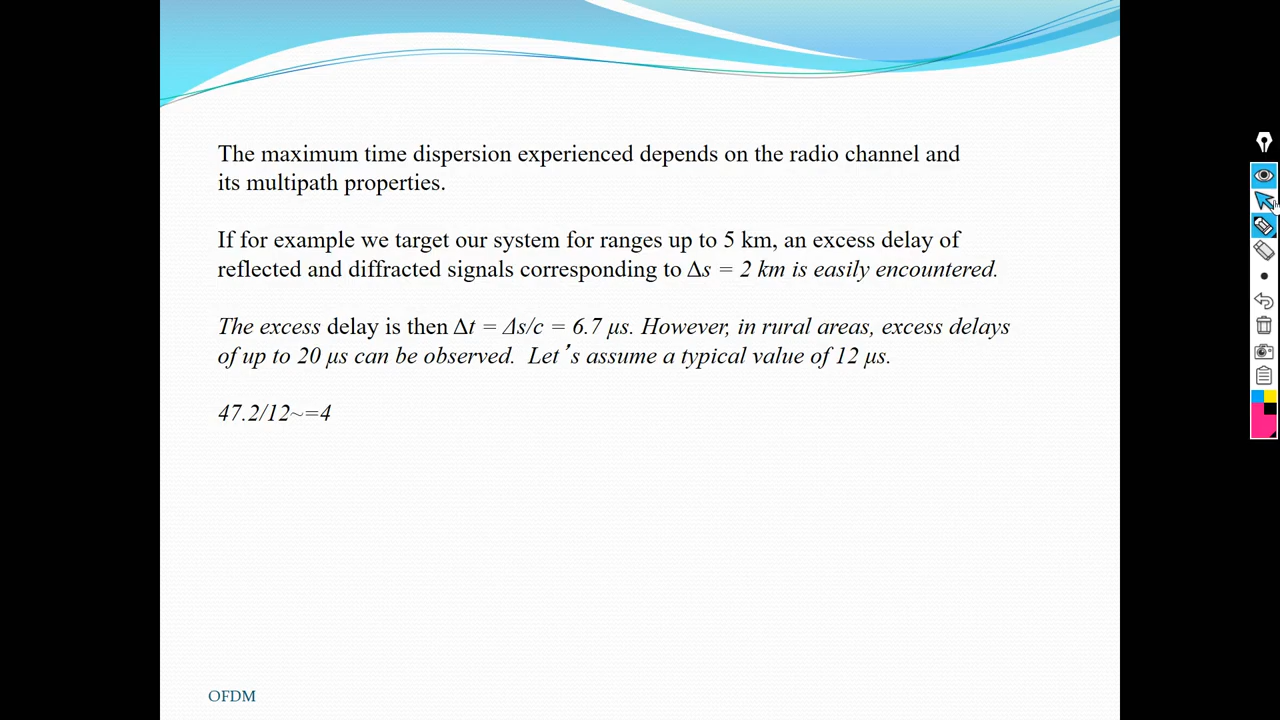 The maximum time dispersion experienced depends on the radio channel and
its multipath properties.
If for example we target our system for ranges up to 5 km, an excess delay of
reflected and diffracted signals corresponding to Δs = 2 km is easily encountered.
The excess delay is then Δt = Δs/c = 6.7 μs. However, in rural areas, excess delays
of up to 20 μs can be observed.  Let’s assume a typical value of 12 μs.
47.2/12~=4
OFDM